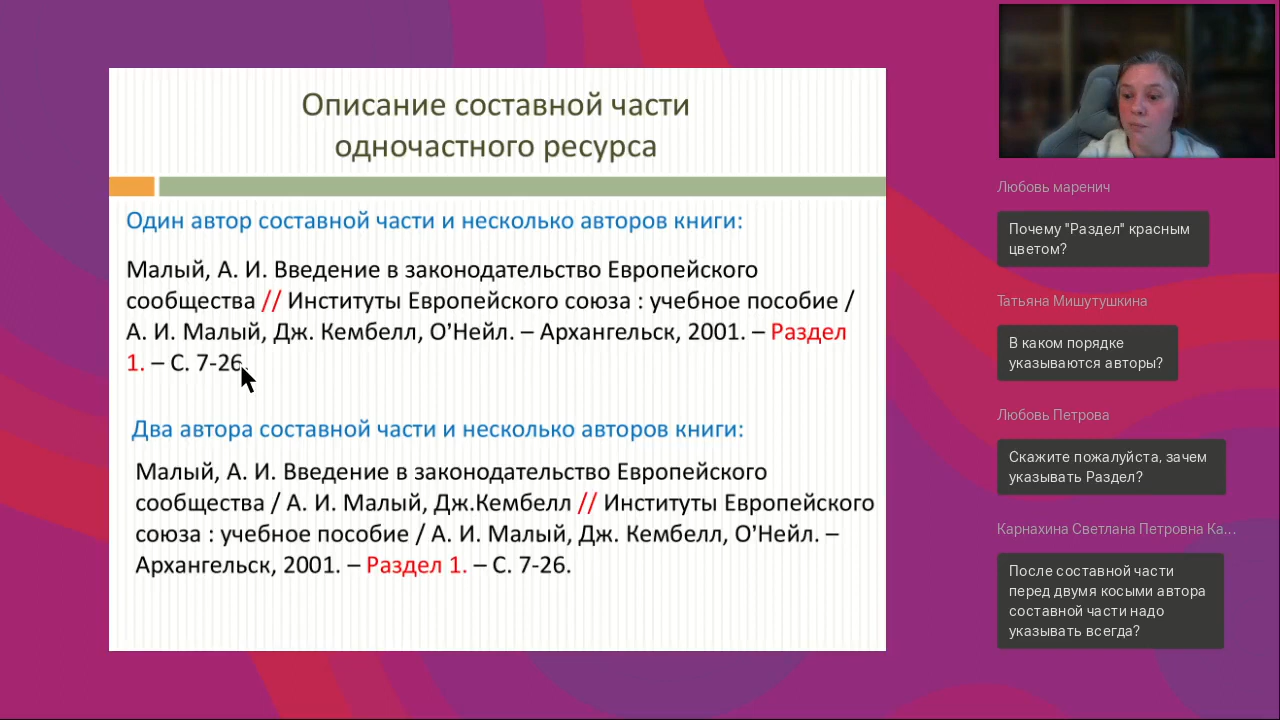 Описание составной части
одночастного ресурса
Один автор составной части и несколько авторов книги:
Малый, А. И. Введение в законодательство Европейского
сообщества // Институты Европейского союза : учебное пособие /
А. И. Малый, Дж. Кембелл, О’Нейл. – Архангельск, 2001. – Раздел
1. – С. 7-26.
Два автора составной части и несколько авторов книги:
Малый, А. И. Введение в законодательство Европейского
сообщества / А. И. Малый, Дж.Кембелл // Институты Европейского
союза : учебное пособие / А. И. Малый, Дж. Кембелл, О’Нейл. –
Архангельск, 2001. – Раздел 1. – С. 7-26.
Любовь маренич
Почему "Раздел" красным
цветом?
Татьяна Мишутушкина
В каком порядке
указываются авторы?
Любовь Петрова
Скажите пожалуйста, зачем
указывать Раздел?
Карнахина Светлана Петровна Ка...
После составной части
перед двумя косыми автора
составной части надо
указывать всегда?